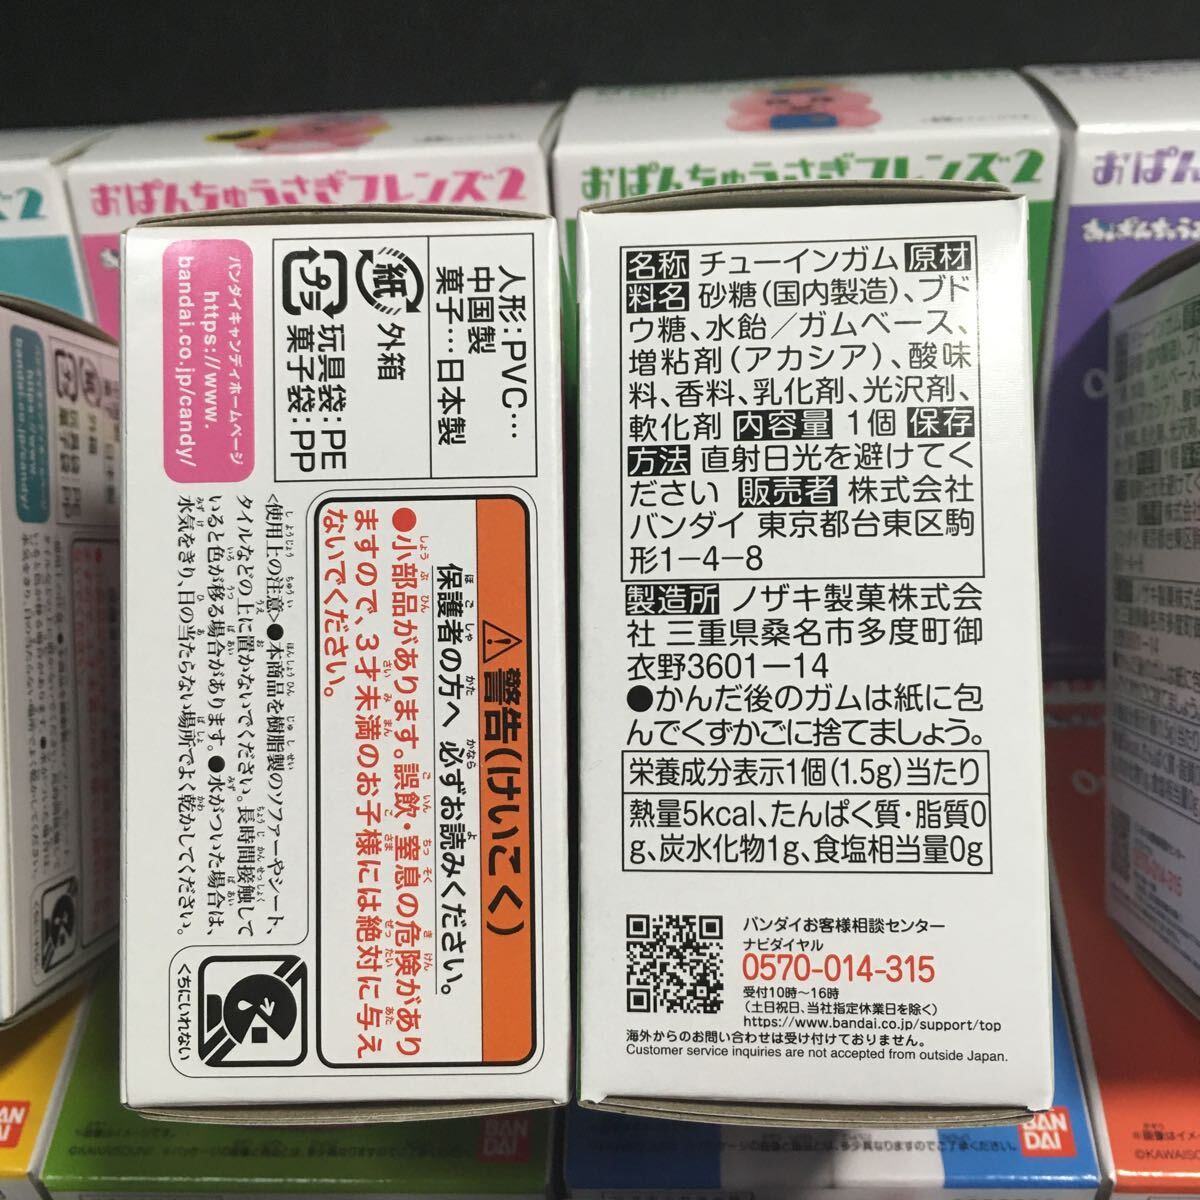 おぱんちゅうさぎフレンズ2
おぱんちゅうさぎフレンズ2
ズ2
おぱん
バンダイキャンディホームページ
https://www.
bandai.co.jp/candy/
人形:PVC…
中国製
菓子…日本製
紙
外箱
プラ
玩具袋:PE
菓子袋:PP
警告(けいこく)
保護者の方へ 必ずお読みください。
●小部品があります。誤飲・窒息の危険があり
ますので、3才未満のお子様には絶対に与え
ないでください。
<使用上の注意>●本商品を樹脂製のソファーやシート、
タイルなどの上に置かないでください。長時間接触して
いると色が移る場合があります。●水がついた場合は、
水気をきり、日の当たらない場所でよく乾かしてください。
くちにいれない
名称 チューインガム 原材
料名 砂糖(国内製造)、ブド
ウ糖、水飴/ガムベース、
増粘剤(アカシア)、酸味
料、香料、乳化剤、光沢剤、
軟化剤 内容量 1個 保存
方法 直射日光を避けてく
ださい 販売者 株式会社
バンダイ 東京都台東区駒
形1-4-8
製造所 ノザキ製菓株式会
社 三重県桑名市多度町御
衣野3601-14
●かんだ後のガムは紙に包
んでくずかごに捨てましょう。
栄養成分表示1個(1.5g)当たり
熱量5kcal、たんぱく質・脂質0
g、炭水化物1g、食塩相当量0g
バンダイお客様相談センター
ナビダイヤル
0570-014-315
受付10時～16時
(土日祝日、当社指定休業日を除く)
https://www.bandai.co.jp/support/top
海外からのお問い合わせは受け付けておりません。
Customer service inquiries are not accepted from outside Japan.
BAN
DAI
BAN
DAI